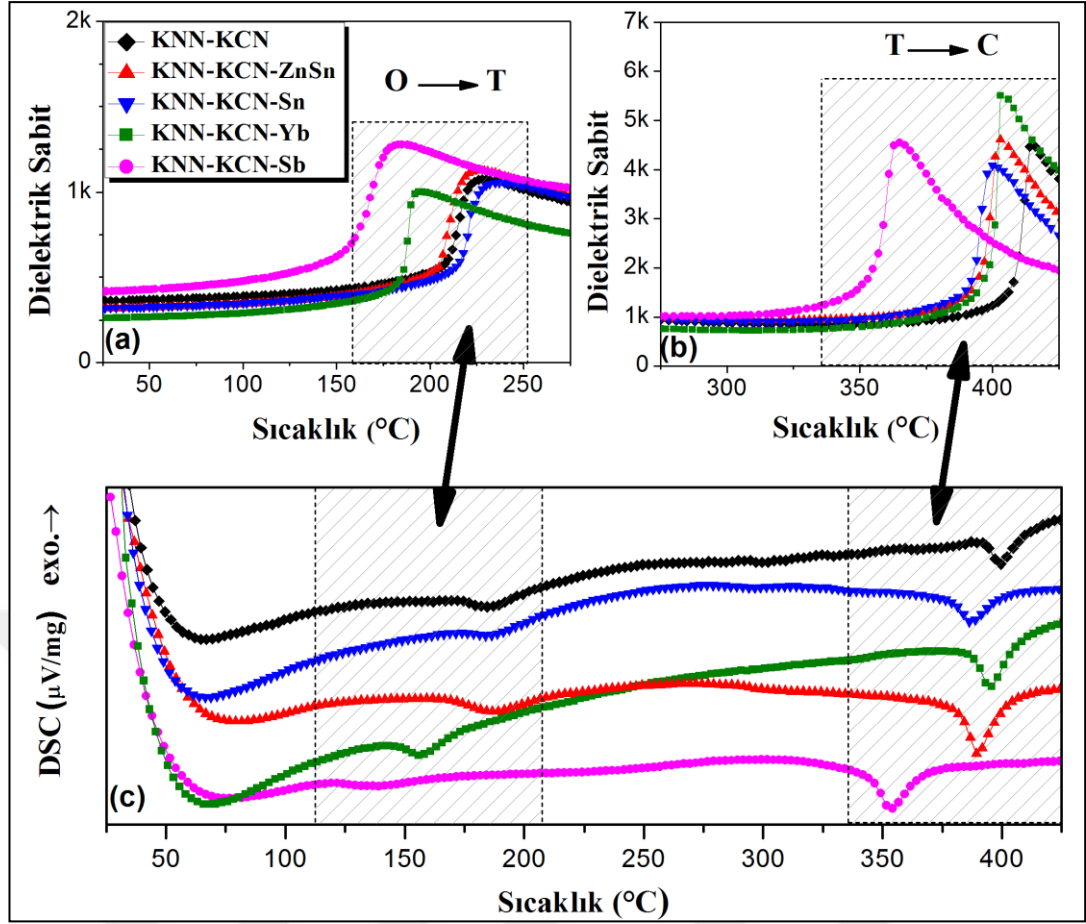 KNN-KCN
KNN-KCN-ZnSn
KNN-KCN-Sn
KNN-KCN-Yb
KNN-KCN-Sb
O → T
Dielektrik Sabit
2k
1k
0
(a)
50 100 150 200 250
Sıcaklık (°C)
T → C
Dielektrik Sabit
7k
6k
5k
4k
3k
2k
1k
0
(b)
300 350 400
Sıcaklık (°C)
DSC (µV/mg) exo.→
(c)
50 100 150 200 250 300 350 400
Sıcaklık (°C)